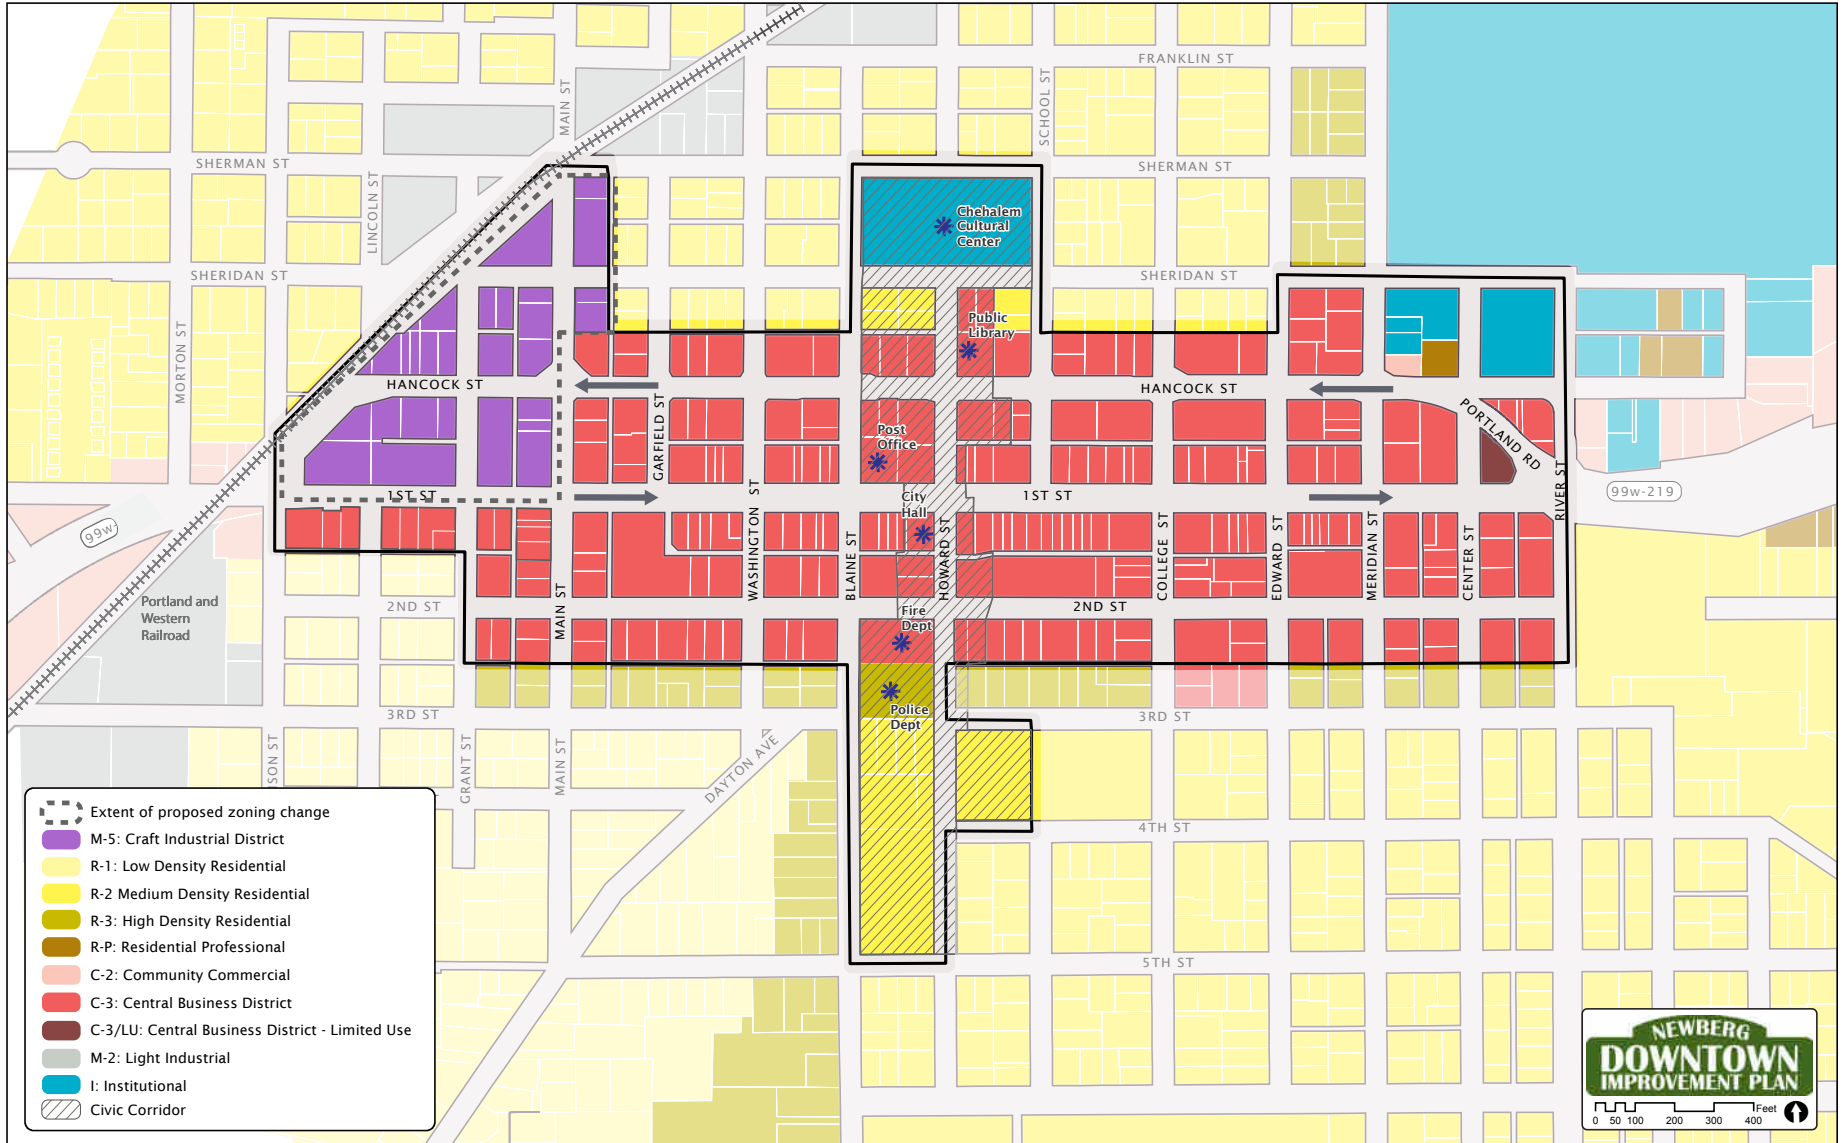 FRANKLIN ST
MAIN ST
SCHOOL ST
SHERMAN ST
SHERMAN ST
LINCOLN ST
Chehalem
Cultural
Center
SHERIDAN ST
SHERIDAN ST
MORTON ST
Public
Library
HANCOCK ST
HANCOCK ST
GARFIELD ST
PORTLAND RD
Post
Office
1ST ST
1ST ST
City
Hall
99w-219
99w-
WASHINGTON ST
BLAINE ST
HOWARD ST
COLLEGE ST
EDWARD ST
MERIDIAN ST
CENTER ST
RIVER ST
MAIN ST
Portland and
Western
Railroad
2ND ST
2ND ST
Fire
Dept
Police
Dept
3RD ST
3RD ST
SON ST
GRANT ST
MAIN ST
DAYTON AVE
4TH ST
5TH ST
Extent of proposed zoning change
M-5: Craft Industrial District
R-1: Low Density Residential
R-2 Medium Density Residential
R-3: High Density Residential
R-P: Residential Professional
C-2: Community Commercial
C-3: Central Business District
C-3/LU: Central Business District - Limited Use
M-2: Light Industrial
I: Institutional
Civic Corridor
NEWBERG
DOWNTOWN
IMPROVEMENT PLAN
Feet
0 50 100 200 300 400